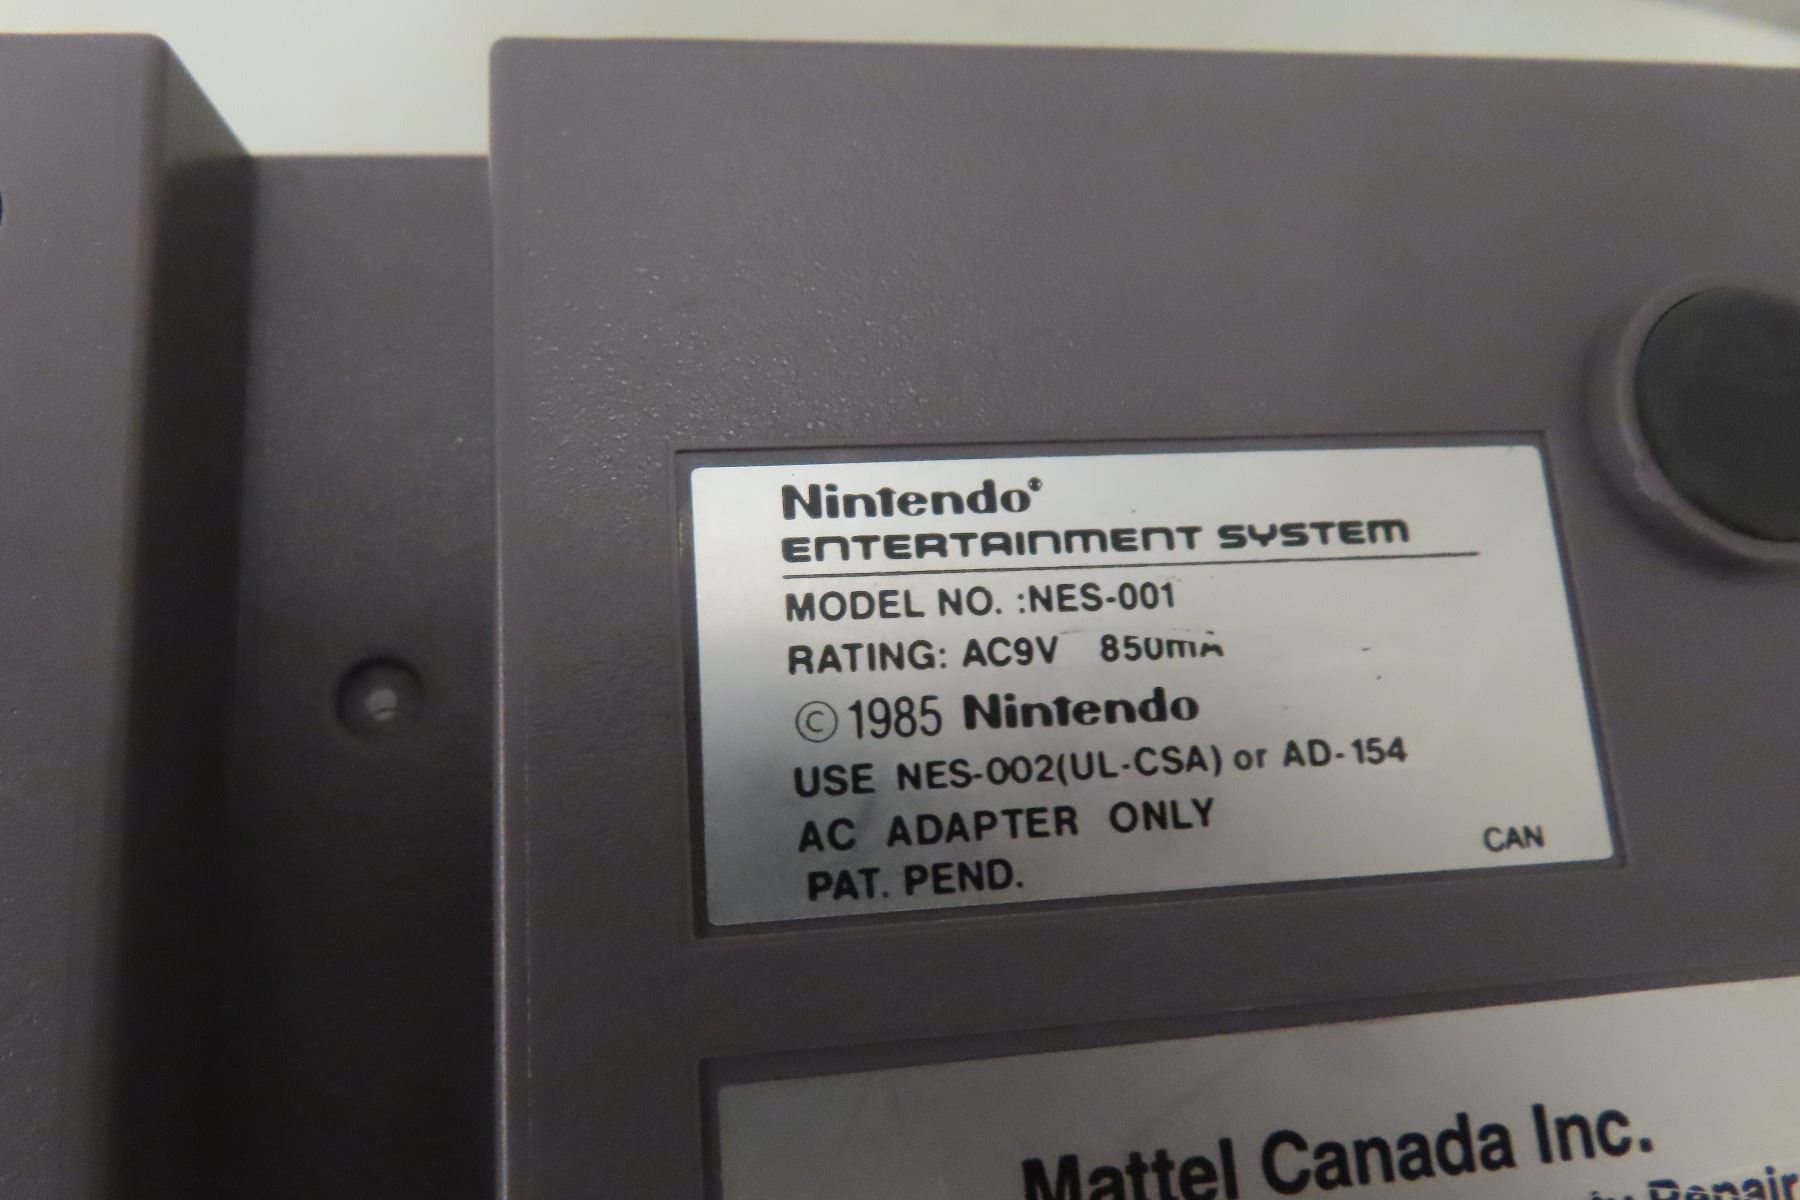 Nintendo®
ENTERTAINMENT SYSTEM
MODEL NO. :NES-001
RATING: AC9V 850mA
©1985 Nintendo
USE NES-002(UL-CSA) or AD-154
AC ADAPTER ONLY
PAT. PEND.
CAN
Mattel Canada Inc.
Repair